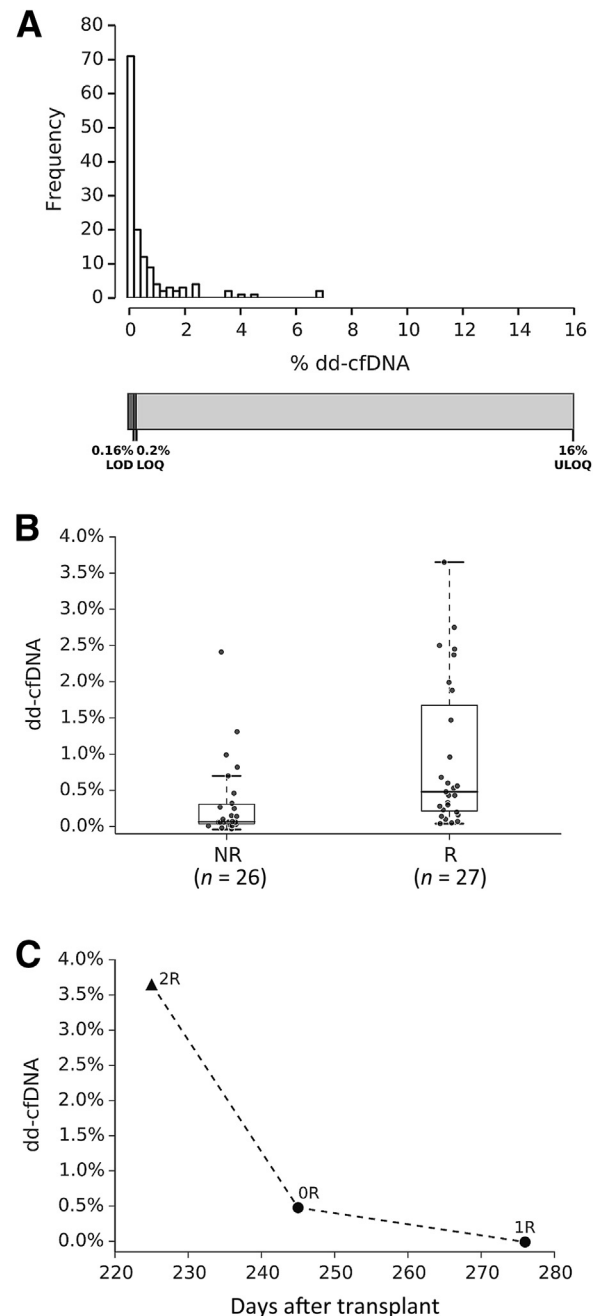 A
80
70
60
50
40
30
20
10
0
Frequency
0 2 4 6 8 10 12 14 16
% dd-cfDNA
0.16% 0.2% 16%
LOD LOQ ULOQ
B
4.0%
3.5%
3.0%
2.5%
2.0%
1.5%
1.0%
0.5%
0.0%
dd-cfDNA
NR R
(n = 26) (n = 27)
C
4.0%
3.5%
3.0%
2.5%
2.0%
1.5%
1.0%
0.5%
0.0%
dd-cfDNA
2R
0R
1R
220 230 240 250 260 270 280
Days after transplant